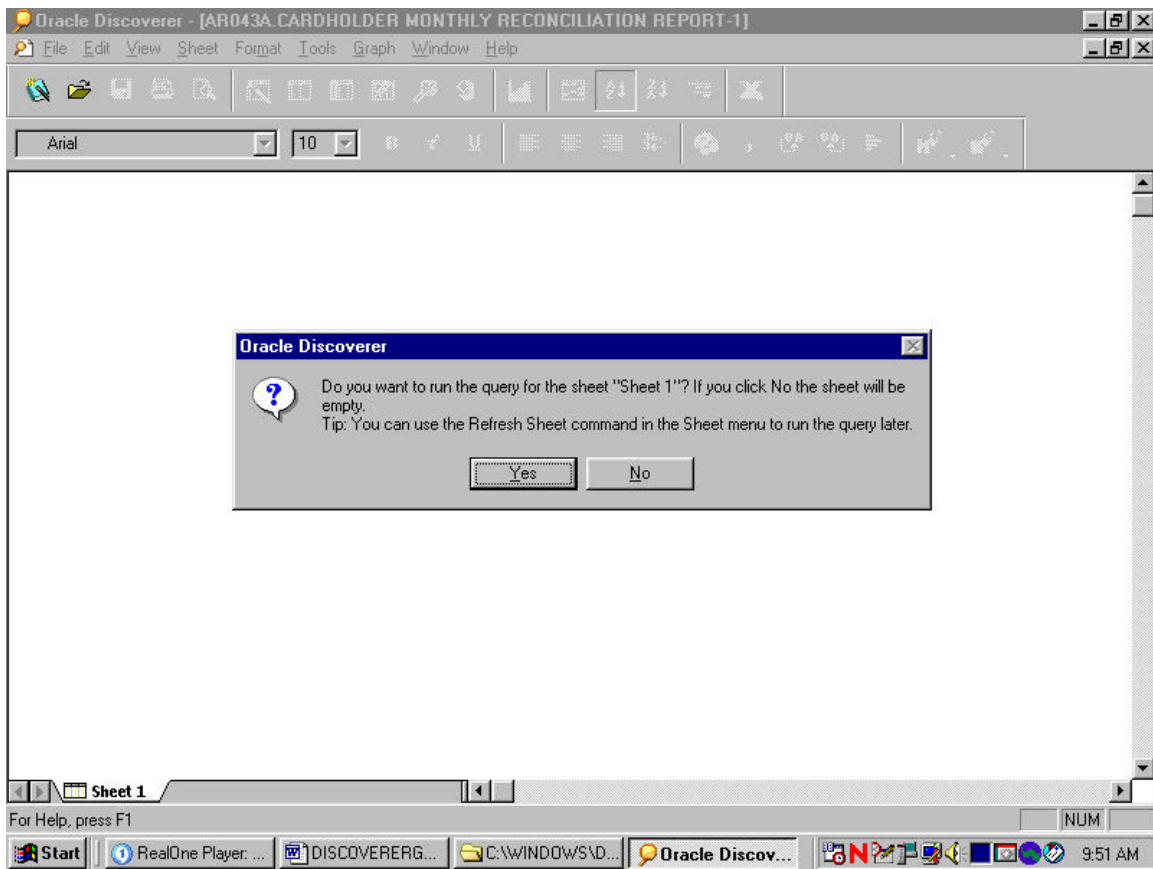 Oracle Discoverer - [AR043A.CARDHOLDER MONTHLY RECONCILIATION REPORT-1]
File Edit View Sheet Format Tools Graph Window Help
Arial 10
Oracle Discoverer
Do you want to run the query for the sheet "Sheet 1"? If you click No the sheet will be
empty.
Tip: You can use the Refresh Sheet command in the Sheet menu to run the query later.
Yes No
Sheet 1
For Help, press F1 NUM
Start RealOne Player: ... DISCOVERERG... C:\WINDOWS\D... Oracle Discov... 9:51 AM